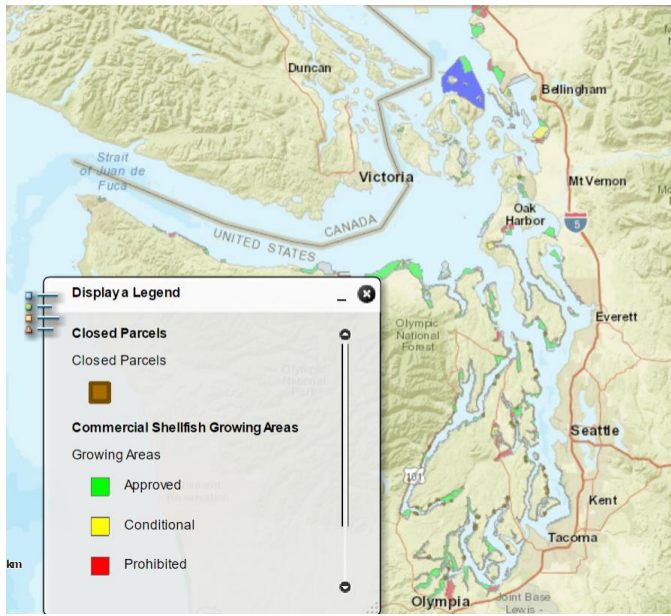 Duncan
Bellingham
Strait
of Juan de
Fuca
Victoria
Mt Vernon
Oak
Harbor
5
CANADA
UNITED STATES
Display a Legend
Everett
Closed Parcels
Closed Parcels
Olympic
National
Forest
Commercial Shellfish Growing Areas
Growing Areas
Seattle
101
Approved
Kent
Conditional
Tacoma
km
Prohibited
Olympia
Joint Base
Lewis -